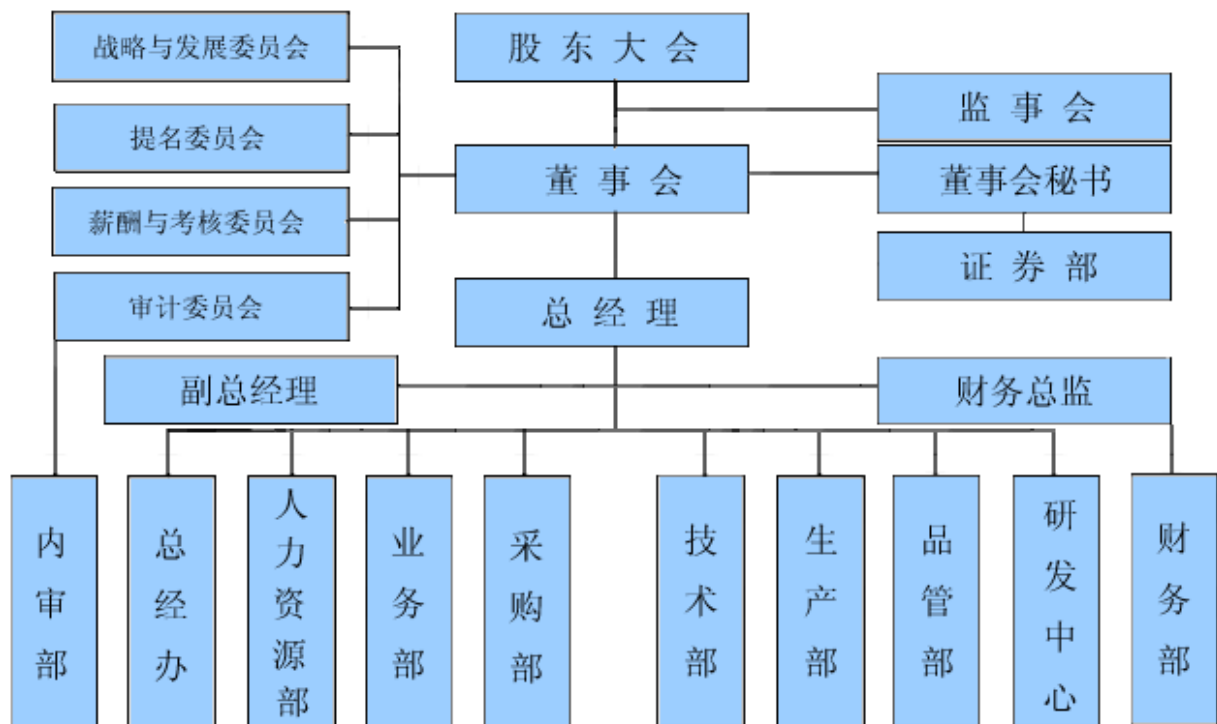 战略与发展委员会
股东大会
监事会
提名委员会
董事会
董事会秘书
薪酬与考核委员会
证券部
审计委员会
总经理
副总经理
财务总监
内审部
总经办
人力资源部
业务部
采购部
技术部
生产部
品管部
研发中心
财务部